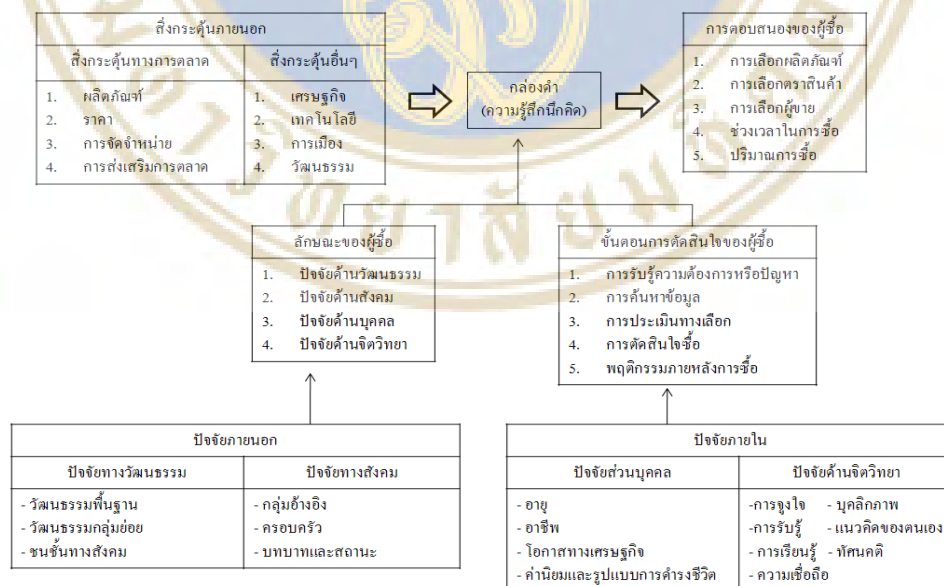 สิ่งกระตุ้นภายนอก
สิ่งกระตุ้นทางการตลาด สิ่งกระตุ้นอื่นๆ
1. ผลิตภัณฑ์ 1. เศรษฐกิจ
2. ราคา 2. เทคโนโลยี
3. การจัดจำหน่าย 3. การเมือง
4. การส่งเสริมการตลาด 4. วัฒนธรรม
กล่องดำ
(ความรู้สึกนึกคิด)
การตอบสนองของผู้ซื้อ
1. การเลือกผลิตภัณฑ์
2. การเลือกตราสินค้า
3. การเลือกผู้ขาย
4. ช่วงเวลาในการซื้อ
5. ปริมาณการซื้อ
ลักษณะของผู้ซื้อ
1. ปัจจัยด้านวัฒนธรรม
2. ปัจจัยด้านสังคม
3. ปัจจัยด้านบุคคล
4. ปัจจัยด้านจิตวิทยา
ขั้นตอนการตัดสินใจของผู้ซื้อ
1. การรับรู้ความต้องการหรือปัญหา
2. การค้นหาข้อมูล
3. การประเมินทางเลือก
4. การตัดสินใจซื้อ
5. พฤติกรรมภายหลังการซื้อ
ปัจจัยภายนอก
ปัจจัยทางวัฒนธรรม ปัจจัยทางสังคม
- วัฒนธรรมพื้นฐาน - กลุ่มอ้างอิง
- วัฒนธรรมกลุ่มย่อย - ครอบครัว
- ชนชั้นทางสังคม - บทบาทและสถานะ
ปัจจัยภายใน
ปัจจัยส่วนบุคคล ปัจจัยด้านจิตวิทยา
- อายุ -การจูงใจ - บุคลิกภาพ
- อาชีพ -การรับรู้ - แนวคิดของตนเอง
- โอกาสทางเศรษฐกิจ - การเรียนรู้ - ทัศนคติ
- ค่านิยมและรูปแบบการดำรงชีวิต - ความเชื่อถือ